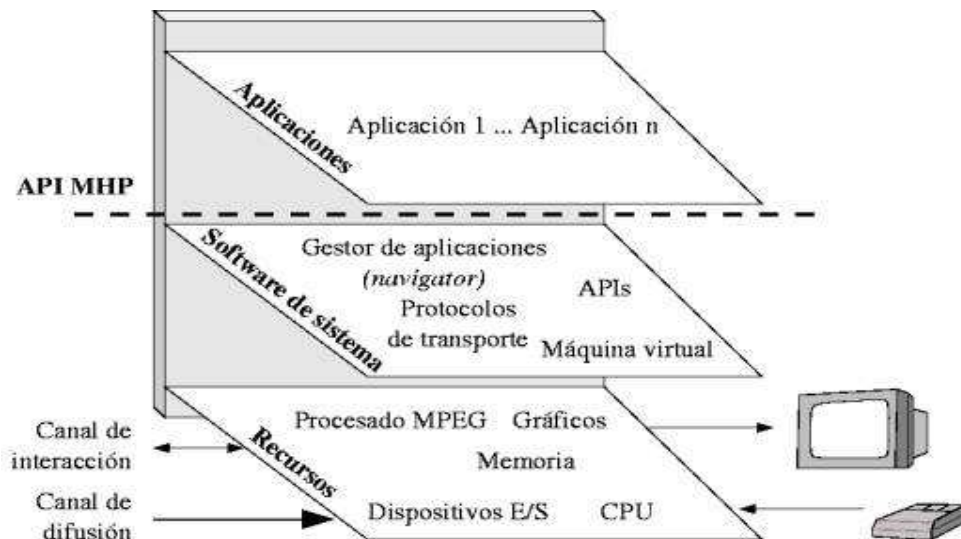 Aplicaciones
Aplicación 1 ... Aplicación n
API MHP
Software de sistema
Gestor de aplicaciones
(navigator)
APIs
Protocolos
de transporte
Máquina virtual
Recursos
Procesado MPEG Gráficos
Memoria
Dispositivos E/S CPU
Canal de
interacción
Canal de
difusión